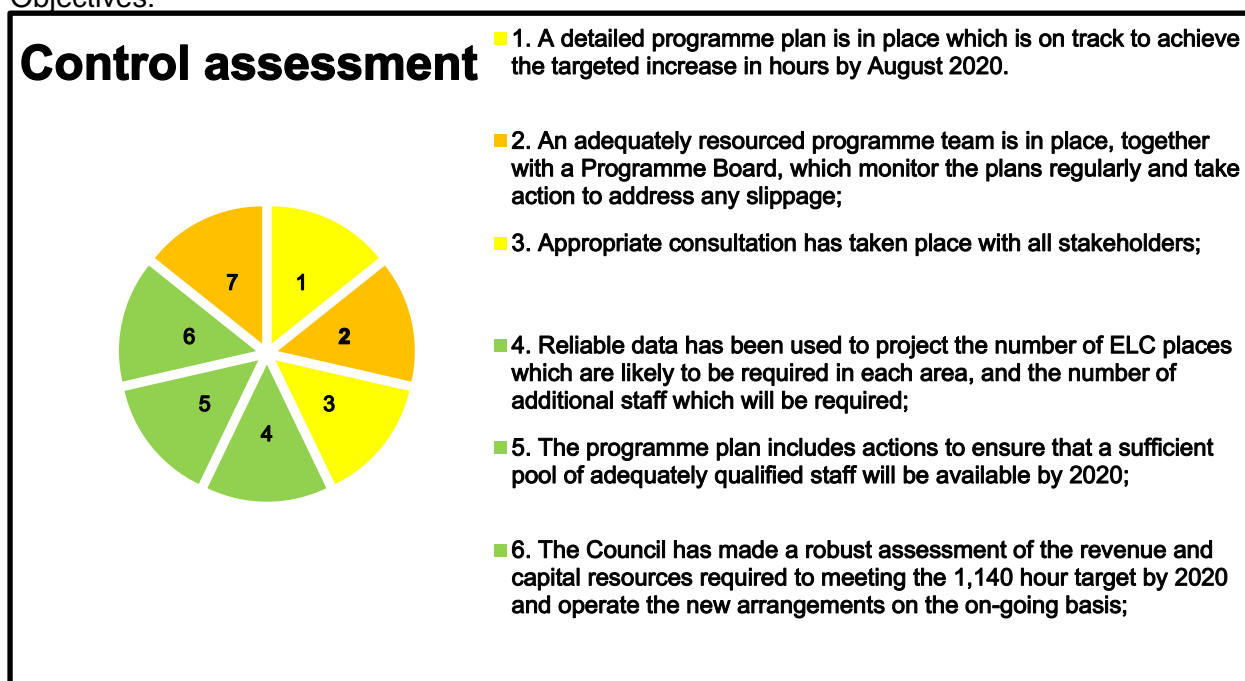 Objectives:
Control assessment
1. A detailed programme plan is in place which is on track to achieve
the targeted increase in hours by August 2020.
2. An adequately resourced programme team is in place, together
with a Programme Board, which monitor the plans regularly and take
action to address any slippage;
3. Appropriate consultation has taken place with all stakeholders;
4. Reliable data has been used to project the number of ELC places
which are likely to be required in each area, and the number of
additional staff which will be required;
5. The programme plan includes actions to ensure that a sufficient
pool of adequately qualified staff will be available by 2020;
6. The Council has made a robust assessment of the revenue and
capital resources required to meeting the 1,140 hour target by 2020
and operate the new arrangements on the on-going basis;
7
1
6
2
5
3
4